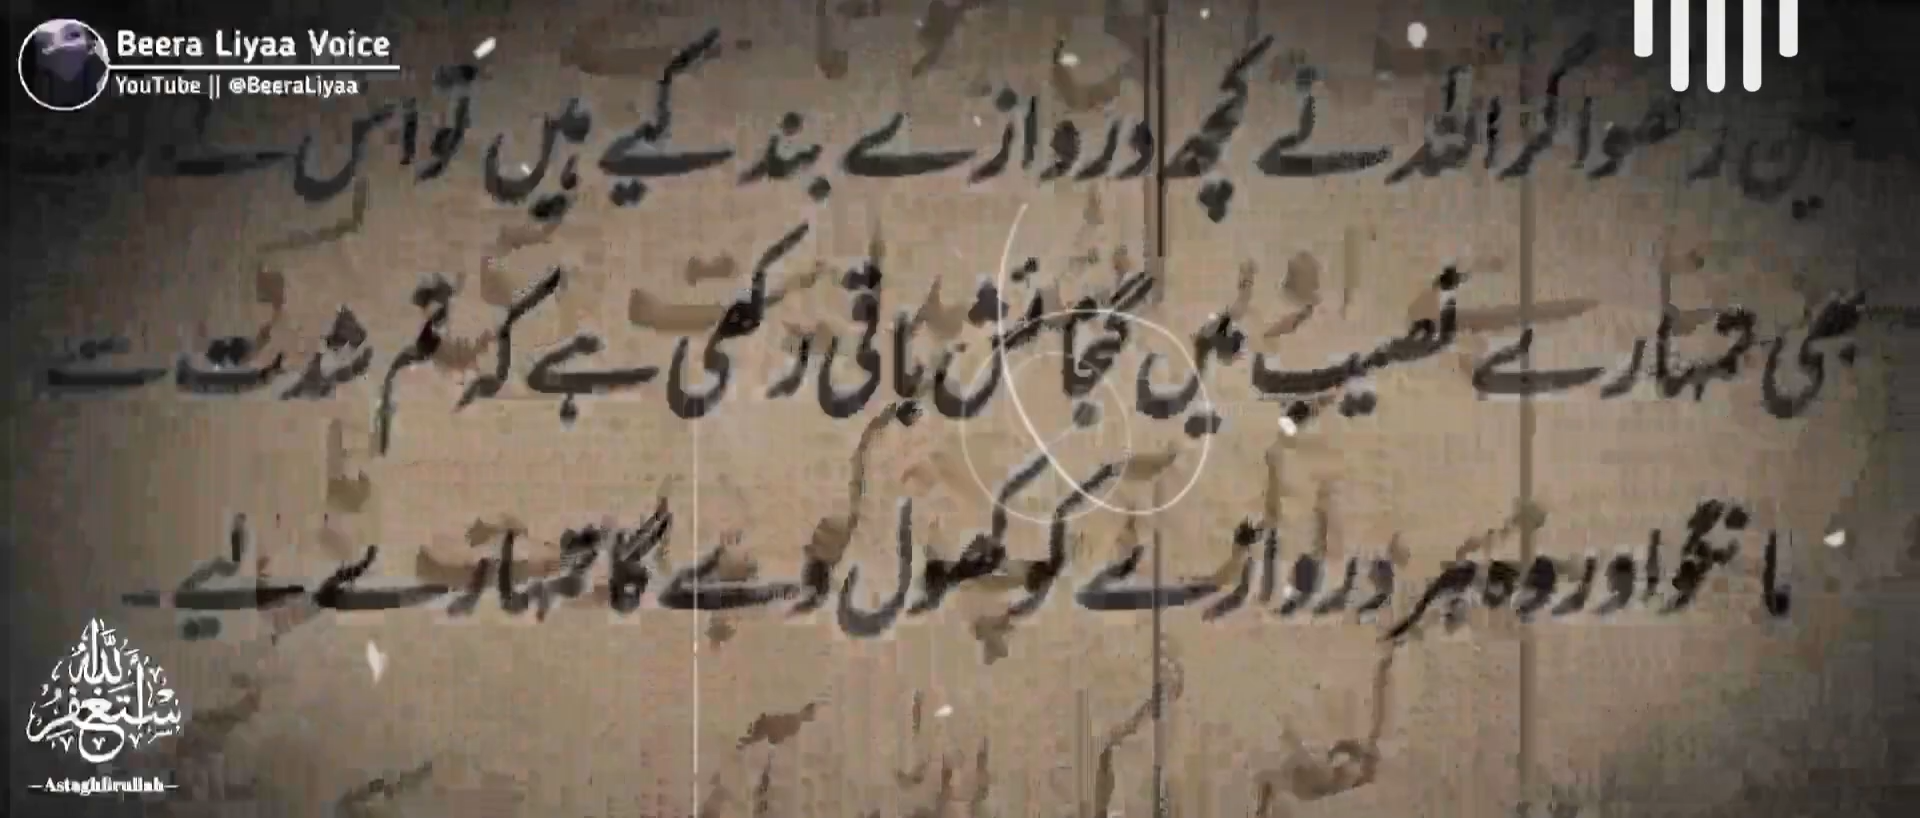 Beera Liyaa Voice
YouTube || @BeeraLiyaa
یقین رکھو اگر اللہ نے کچھ دروازے بند کیے ہیں تو اس نے
بھی تمہارے نصیب میں گنجائش باقی رکھی ہے کہ تم شدت سے
مانگو اور وہ ہر دروازے کو کھول دے گا تمہارے لیے۔
أستغفر الله
Astaghfirullah